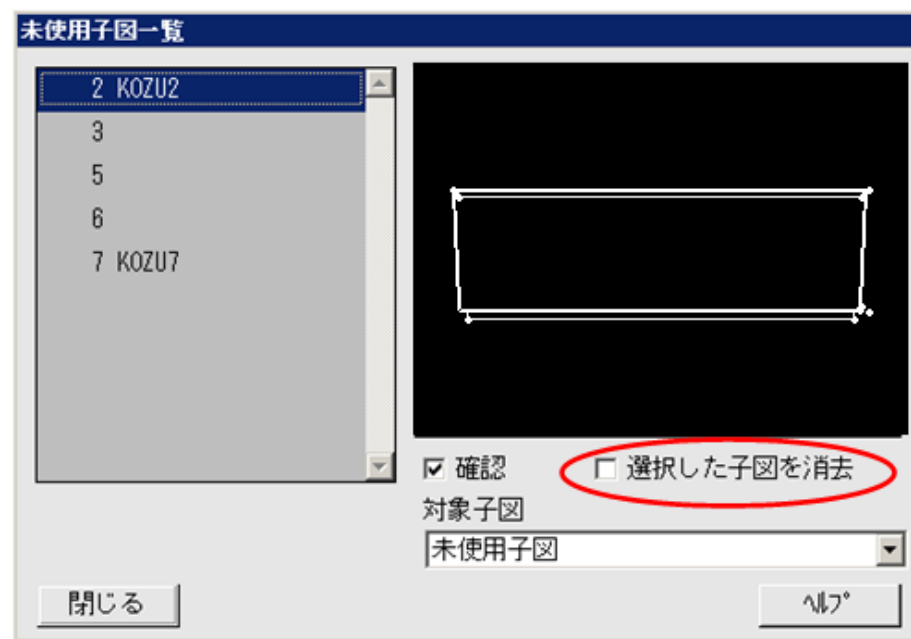 未使用子図一覧
2 KOZU2
3
5
6
7 KOZU7
確認
選択した子図を消去
対象子図
未使用子図
閉じる
ﾍﾙﾌﾟ